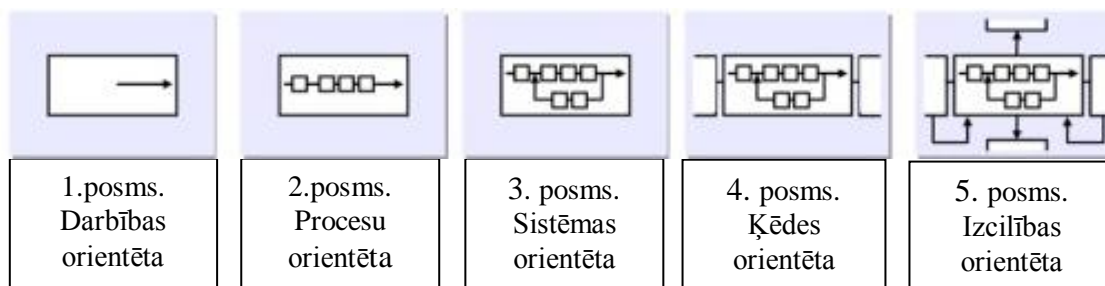 1.posms.
Darbības
orientēta
2.posms.
Procesu
orientēta
3. posms.
Sistēmas
orientēta
4. posms.
Ķēdes
orientēta
5. posms.
Izcilības
orientēta